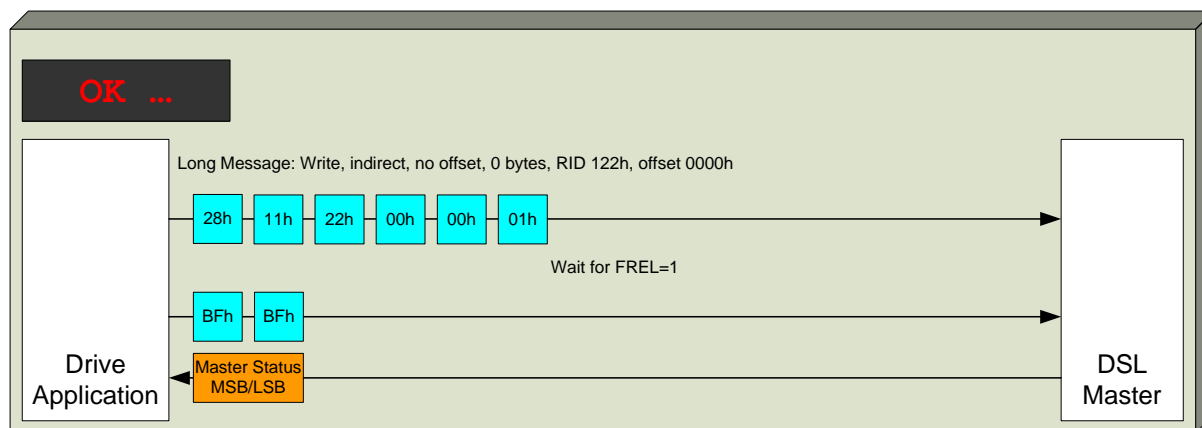 OK ...
Long Message: Write, indirect, no offset, 0 bytes, RID 122h, offset 0000h
28h 11h 22h 00h 00h 01h
Wait for FREL=1
BFh BFh
Master Status
MSB/LSB
Drive
Application
DSL
Master